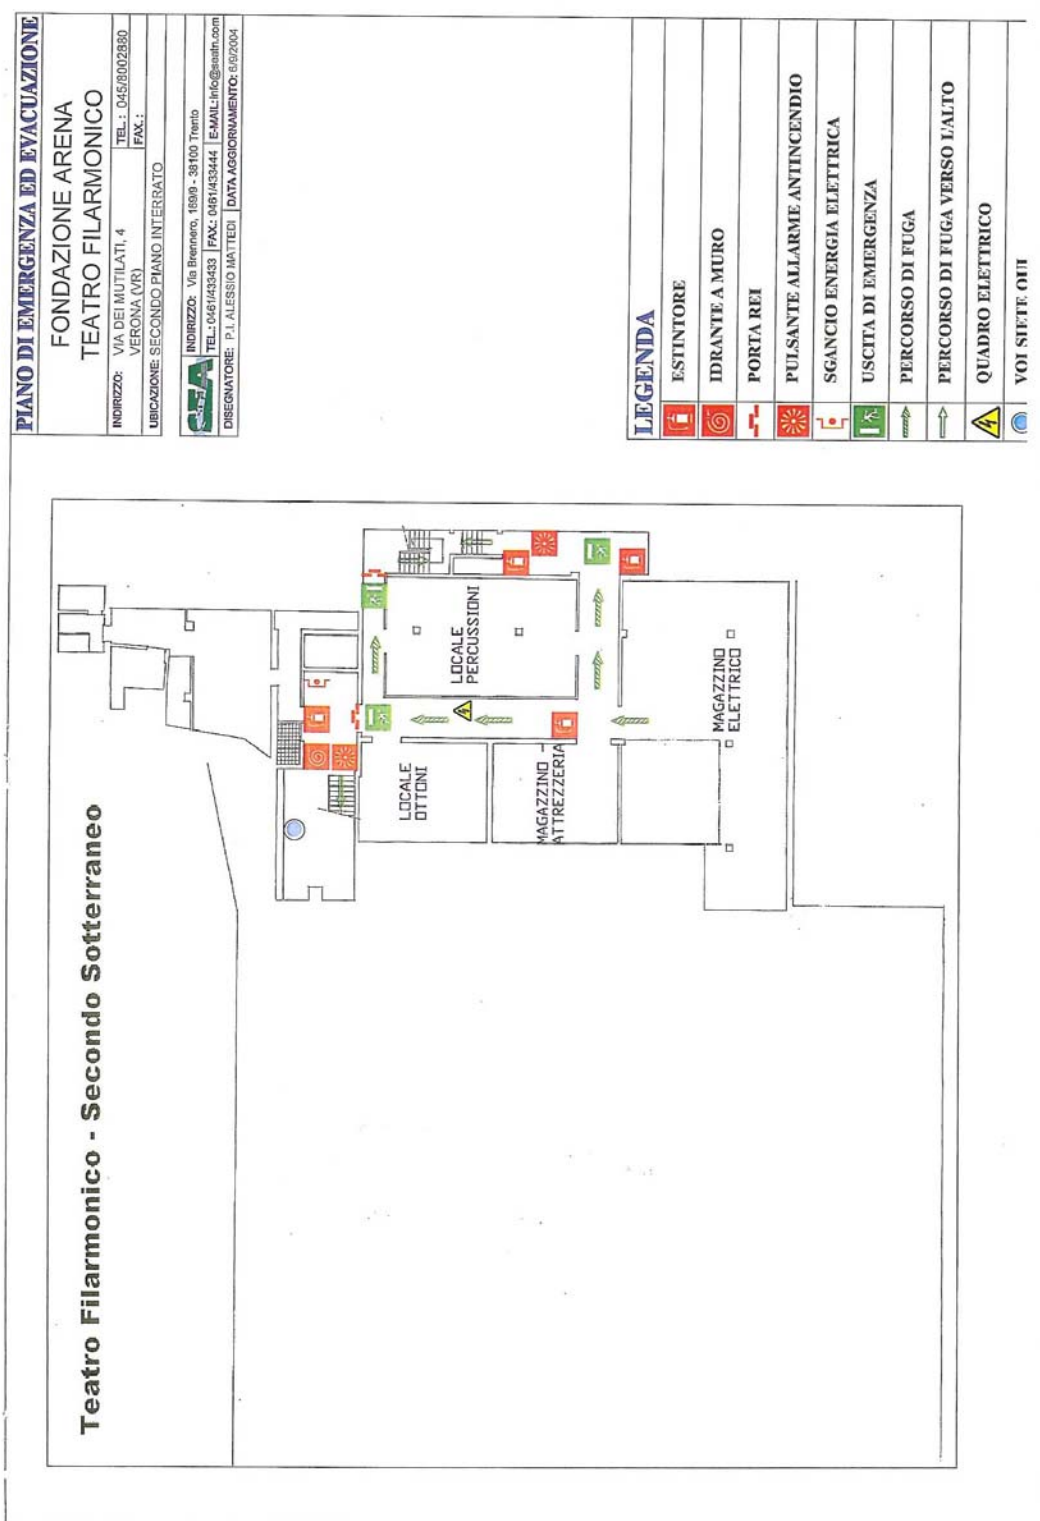 PIANO DI EMERGENZA ED EVACUAZIONE
FONDAZIONE ARENA
TEATRO FILARMONICO
INDIRIZZO: VIA DEI MUTILATI, 4 TEL.: 045/8002880
VERONA (VR) FAX.:
UBICAZIONE: SECONDO PIANO INTERRATO
INDIRIZZO: Via Brennero, 169/9 - 38100 Trento
TEL.: 0461/433433 FAX.: 0461/433444 E-MAIL: info@seatn.com
DISEGNATORE: P.I. ALESSIO MATTEDI DATA AGGIORNAMENTO: 6/9/2004
LEGENDA
ESTINTORE
IDRANTE A MURO
PORTA REI
PULSANTE ALLARME ANTINCENDIO
SGANCIO ENERGIA ELETTRICA
USCITA DI EMERGENZA
PERCORSO DI FUGA
PERCORSO DI FUGA VERSO L'ALTO
QUADRO ELETTRICO
VOI SIETE QUI
Teatro Filarmonico - Secondo Sotterraneo
LOCALE
OTTONI
LOCALE
PERCUSSIONI
MAGAZZINO -
ATTREZZERIA
MAGAZZINO
ELETTRICO